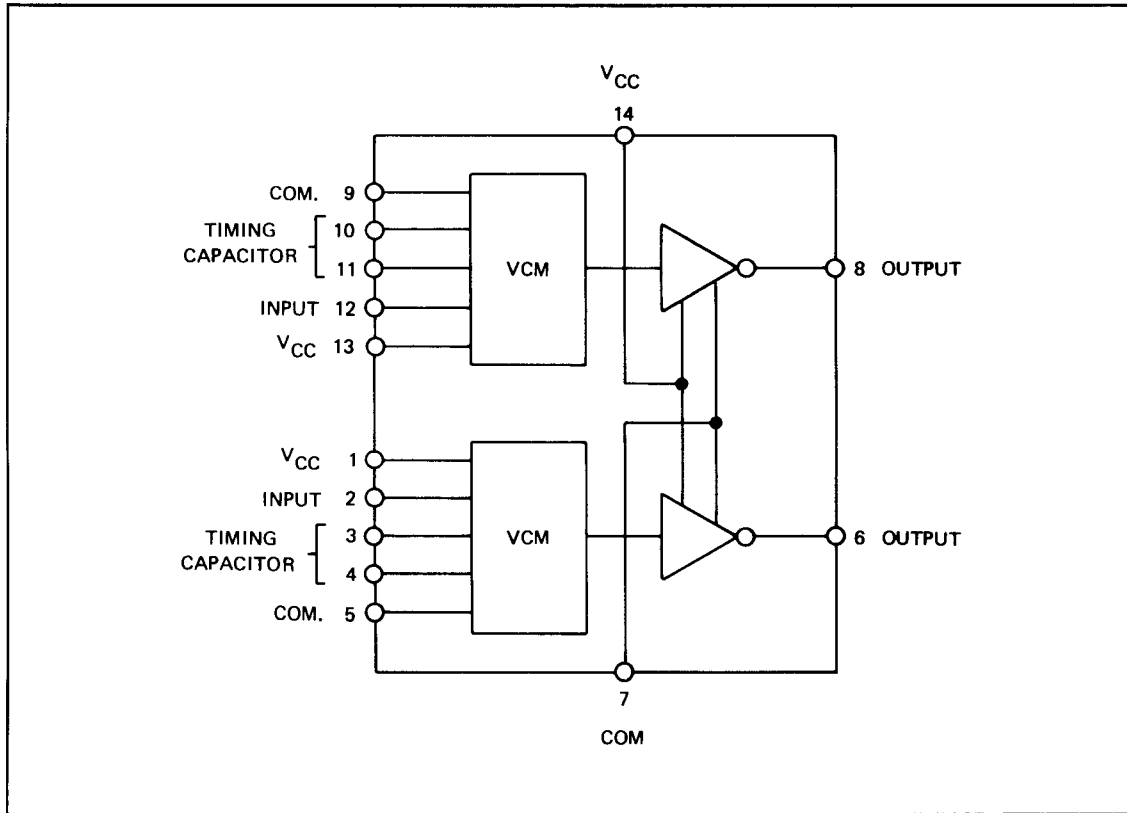 VCC
14
COM. 9
TIMING CAPACITOR
10
11
INPUT 12
VCC 13
VCM
8 OUTPUT
VCC 1
INPUT 2
TIMING CAPACITOR
3
4
COM. 5
VCM
6 OUTPUT
7
COM